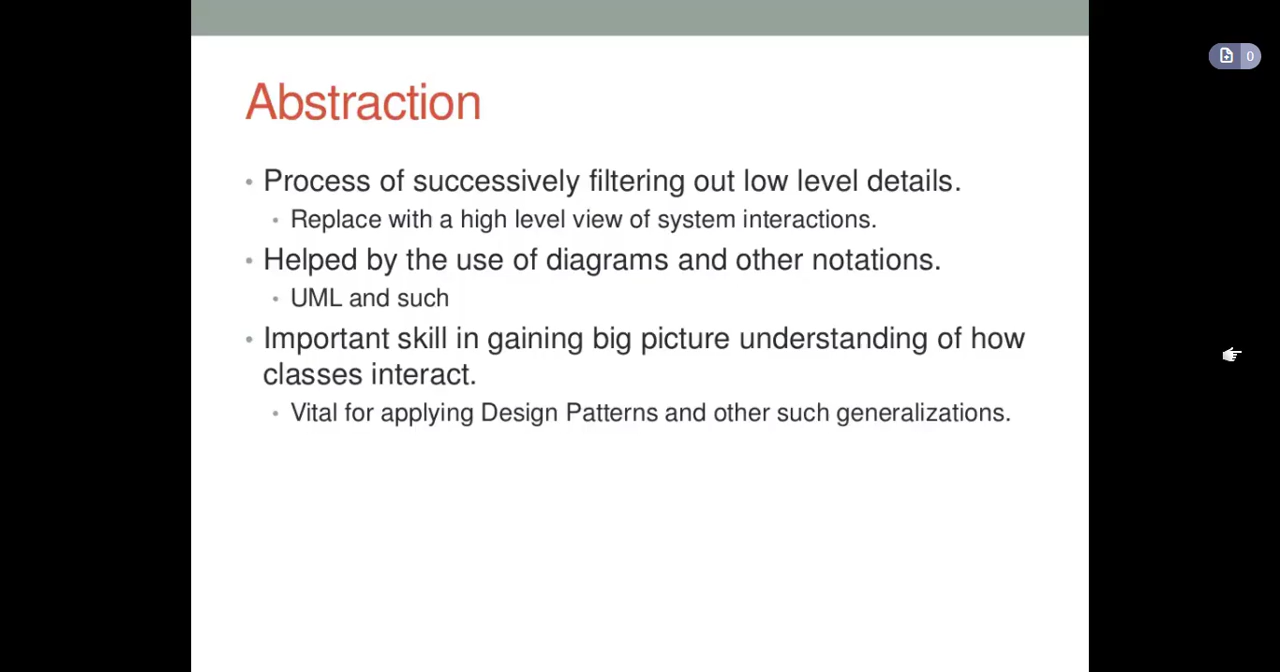 Abstraction
• Process of successively filtering out low level details.
• Replace with a high level view of system interactions.
• Helped by the use of diagrams and other notations.
• UML and such
• Important skill in gaining big picture understanding of how
classes interact.
• Vital for applying Design Patterns and other such generalizations.
0